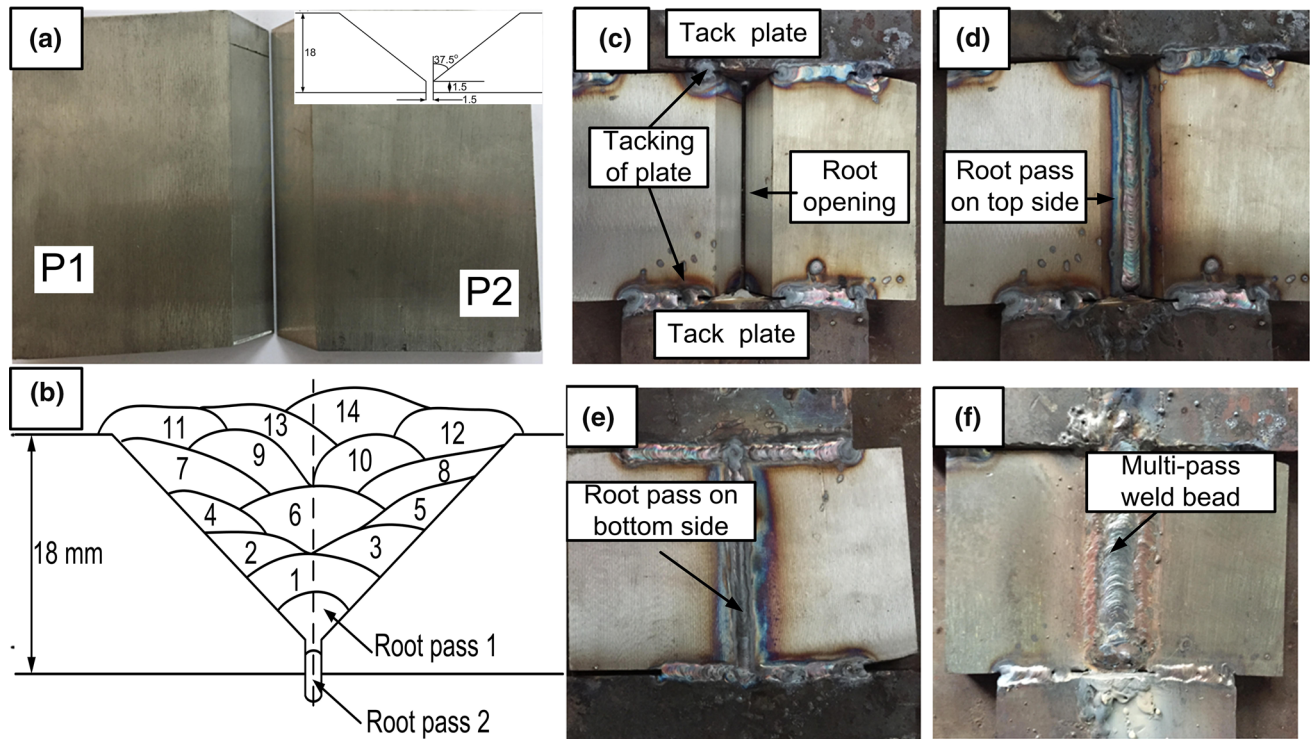 (a)
18
37.5°
1.5
1.5
P1
P2
(b)
14
11
13
12
9
10
7
8
4
6
5
2
3
1
18 mm
Root pass 1
Root pass 2
(c)
Tack plate
Tacking
of plate
Root
opening
Tack plate
(d)
Root pass
on top side
(e)
Root pass on
bottom side
(f)
Multi-pass
weld bead